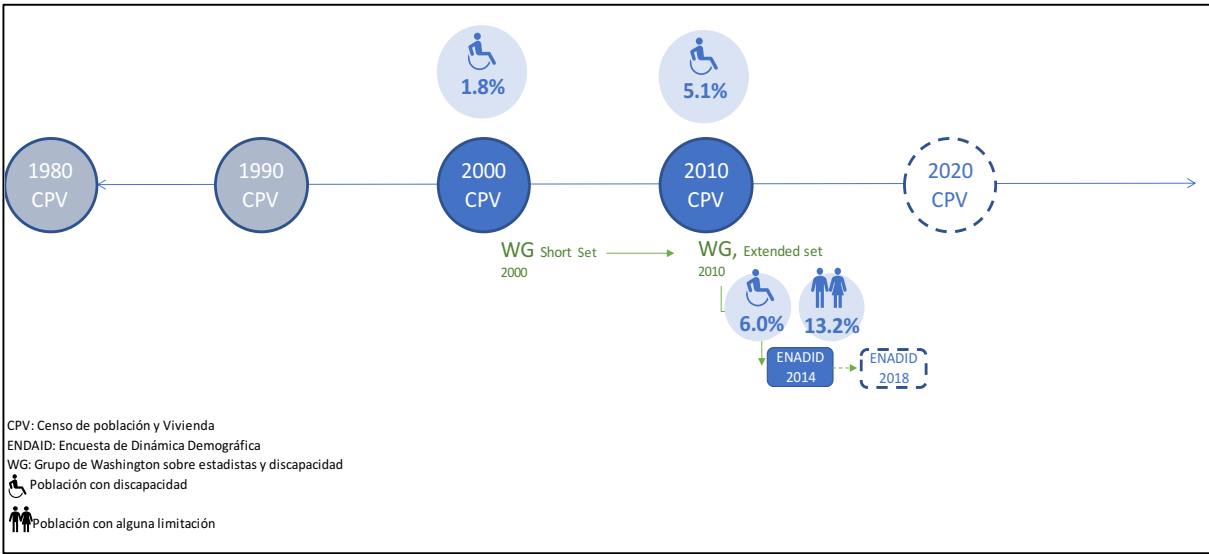 1.8%
5.1%
1980
CPV
1990
CPV
2000
CPV
2010
CPV
2020
CPV
WG Short Set
2000
WG, Extended set
2010
6.0%
13.2%
ENADID
2014
ENADID
2018
CPV: Censo de población y Vivienda
ENDAID: Encuesta de Dinámica Demográfica
WG: Grupo de Washington sobre estadistas y discapacidad
Población con discapacidad
Población con alguna limitación